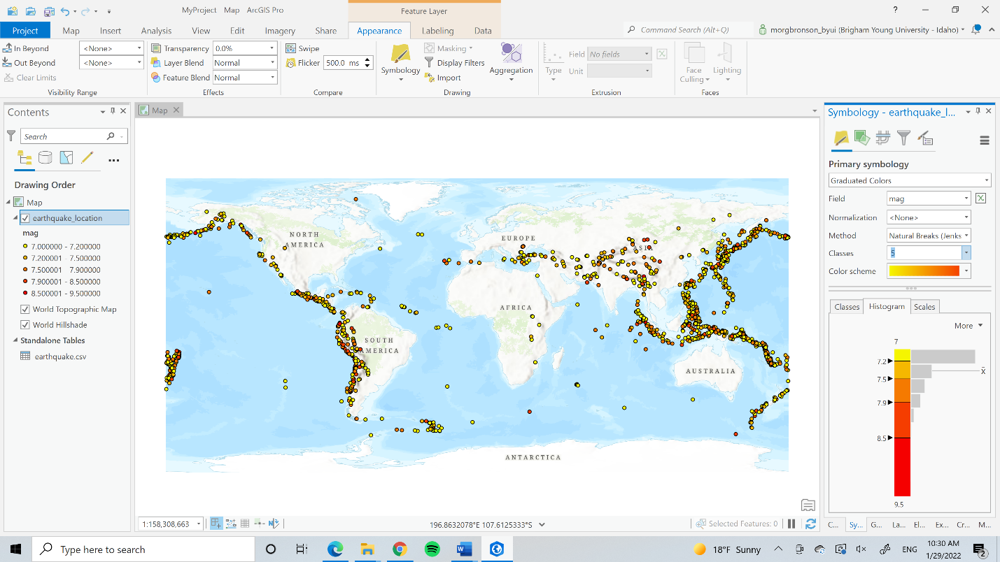 MyProject Map ArcGIS Pro
Feature Layer
?
Project Map Insert Analysis View Edit Imagery Share Appearance Labeling Data
Command Search (Alt+Q)
morgbronson_byui (Brigham Young University - Idaho)
In Beyond <None>
Out Beyond <None>
Clear Limits
Visibility Range
Transparency 0.0%
Layer Blend Normal
Feature Blend Normal
Effects
Swipe
Flicker 500.0 ms
Compare
Symbology
Masking
Display Filters
Import
Aggregation
Drawing
Type
Field No fields
Unit
Extrusion
Face
Culling
Lighting
Faces
Contents
Search
Drawing Order
Map
earthquake_location
mag
7.000000 - 7.200000
7.200001 - 7.500000
7.500001 - 7.900000
7.900001 - 8.500000
8.500001 - 9.500000
World Topographic Map
World Hillshade
Standalone Tables
earthquake.csv
Map
NORTH
AMERICA
EUROPE
ASIA
AFRICA
SOUTH
AMERICA
AUSTRALIA
ANTARCTICA
1:158,308,663
196.8632078°E 107.6125333°S
Selected Features: 0
Symbology - earthquake_l...
Primary symbology
Graduated Colors
Field mag
Normalization <None>
Method Natural Breaks (Jenks
Classes 5
Color scheme
Classes Histogram Scales
More
7
7.2
x̄
7.5
7.9
8.5
9.5
C... Sy... G... La... El... Ex... Cr... M...
Type here to search
18°F Sunny
ENG
10:30 AM
1/29/2022
2